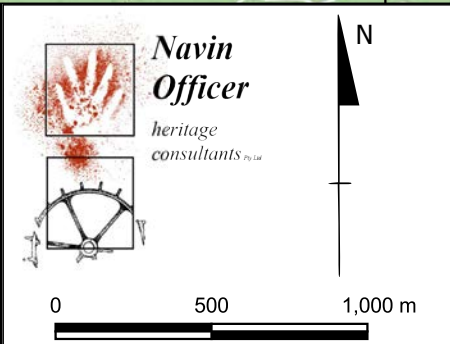 Navin
Officer
heritage
consultants Pty Ltd
N
0 500 1,000 m